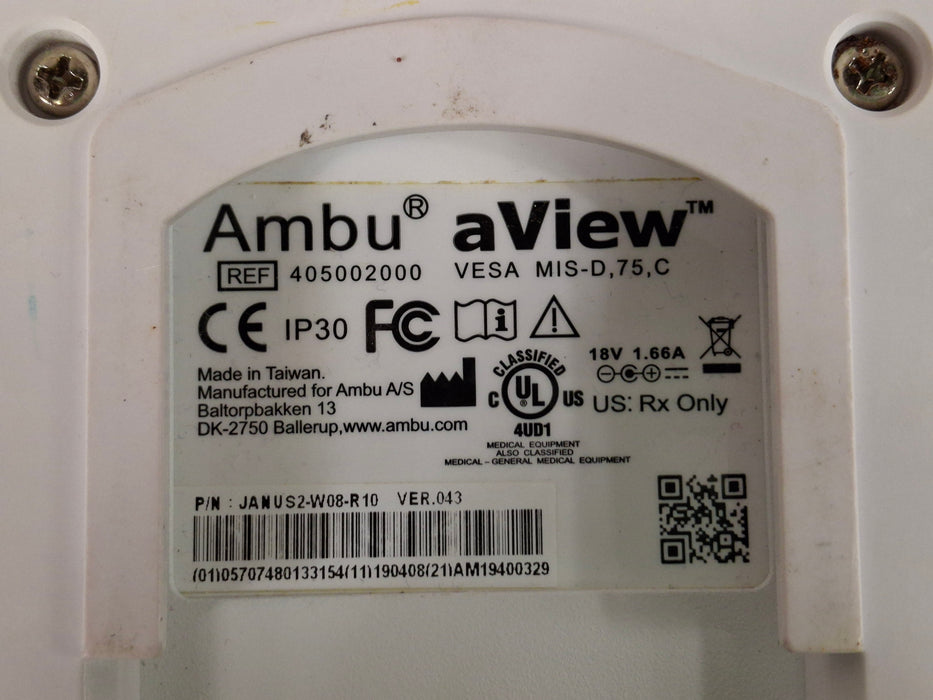 Ambu® aView™
REF 405002000 VESA MIS-D,75,C
CE IP30 FC i
Made in Taiwan.
Manufactured for Ambu A/S
Baltorpbakken 13
DK-2750 Ballerup,www.ambu.com
CLASSIFIED
C UL® US
4UD1
MEDICAL EQUIPMENT
ALSO CLASSIFIED
MEDICAL – GENERAL MEDICAL EQUIPMENT
18V 1.66A
US: Rx Only
P/N : JANUS2-W08-R10 VER.043
(01)05707480133154(11)190408(21)AM19400329